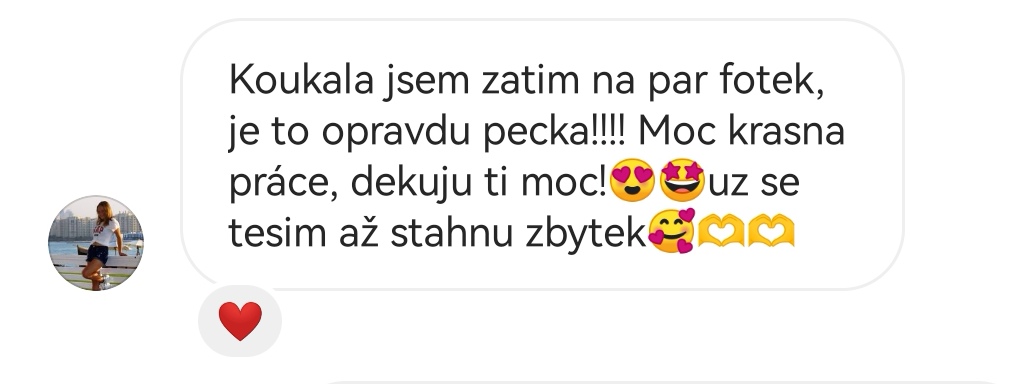 Koukala jsem zatim na par fotek,
je to opravdu pecka!!!! Moc krasna
práce, dekuju ti moc!😍🤩uz se
tesim až stahnu zbytek🥰🫶🫶
❤️